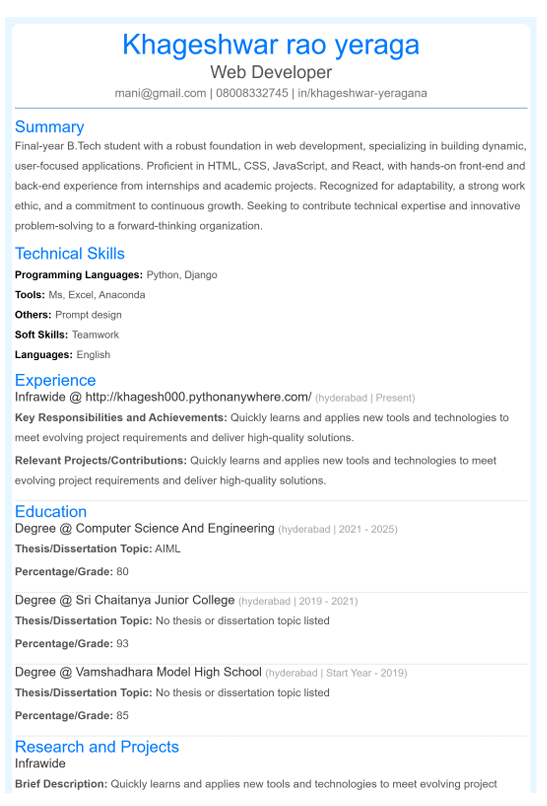 Khageshwar rao yeraga
Web Developer
mani@gmail.com | 08008332745 | in/khageshwar-yeragana
Summary
Final-year B.Tech student with a robust foundation in web development, specializing in building dynamic,
user-focused applications. Proficient in HTML, CSS, JavaScript, and React, with hands-on front-end and
back-end experience from internships and academic projects. Recognized for adaptability, a strong work
ethic, and a commitment to continuous growth. Seeking to contribute technical expertise and innovative
problem-solving to a forward-thinking organization.
Technical Skills
Programming Languages: Python, Django
Tools: Ms, Excel, Anaconda
Others: Prompt design
Soft Skills: Teamwork
Languages: English
Experience
Infrawide @ http://khagesh000.pythonanywhere.com/ (hyderabad | Present)
Key Responsibilities and Achievements: Quickly learns and applies new tools and technologies to
meet evolving project requirements and deliver high-quality solutions.
Relevant Projects/Contributions: Quickly learns and applies new tools and technologies to meet
evolving project requirements and deliver high-quality solutions.
Education
Degree @ Computer Science And Engineering (hyderabad | 2021 - 2025)
Thesis/Dissertation Topic: AIML
Percentage/Grade: 80
Degree @ Sri Chaitanya Junior College (hyderabad | 2019 - 2021)
Thesis/Dissertation Topic: No thesis or dissertation topic listed
Percentage/Grade: 93
Degree @ Vamshadhara Model High School (hyderabad | Start Year - 2019)
Thesis/Dissertation Topic: No thesis or dissertation topic listed
Percentage/Grade: 85
Research and Projects
Infrawide
Brief Description: Quickly learns and applies new tools and technologies to meet evolving project